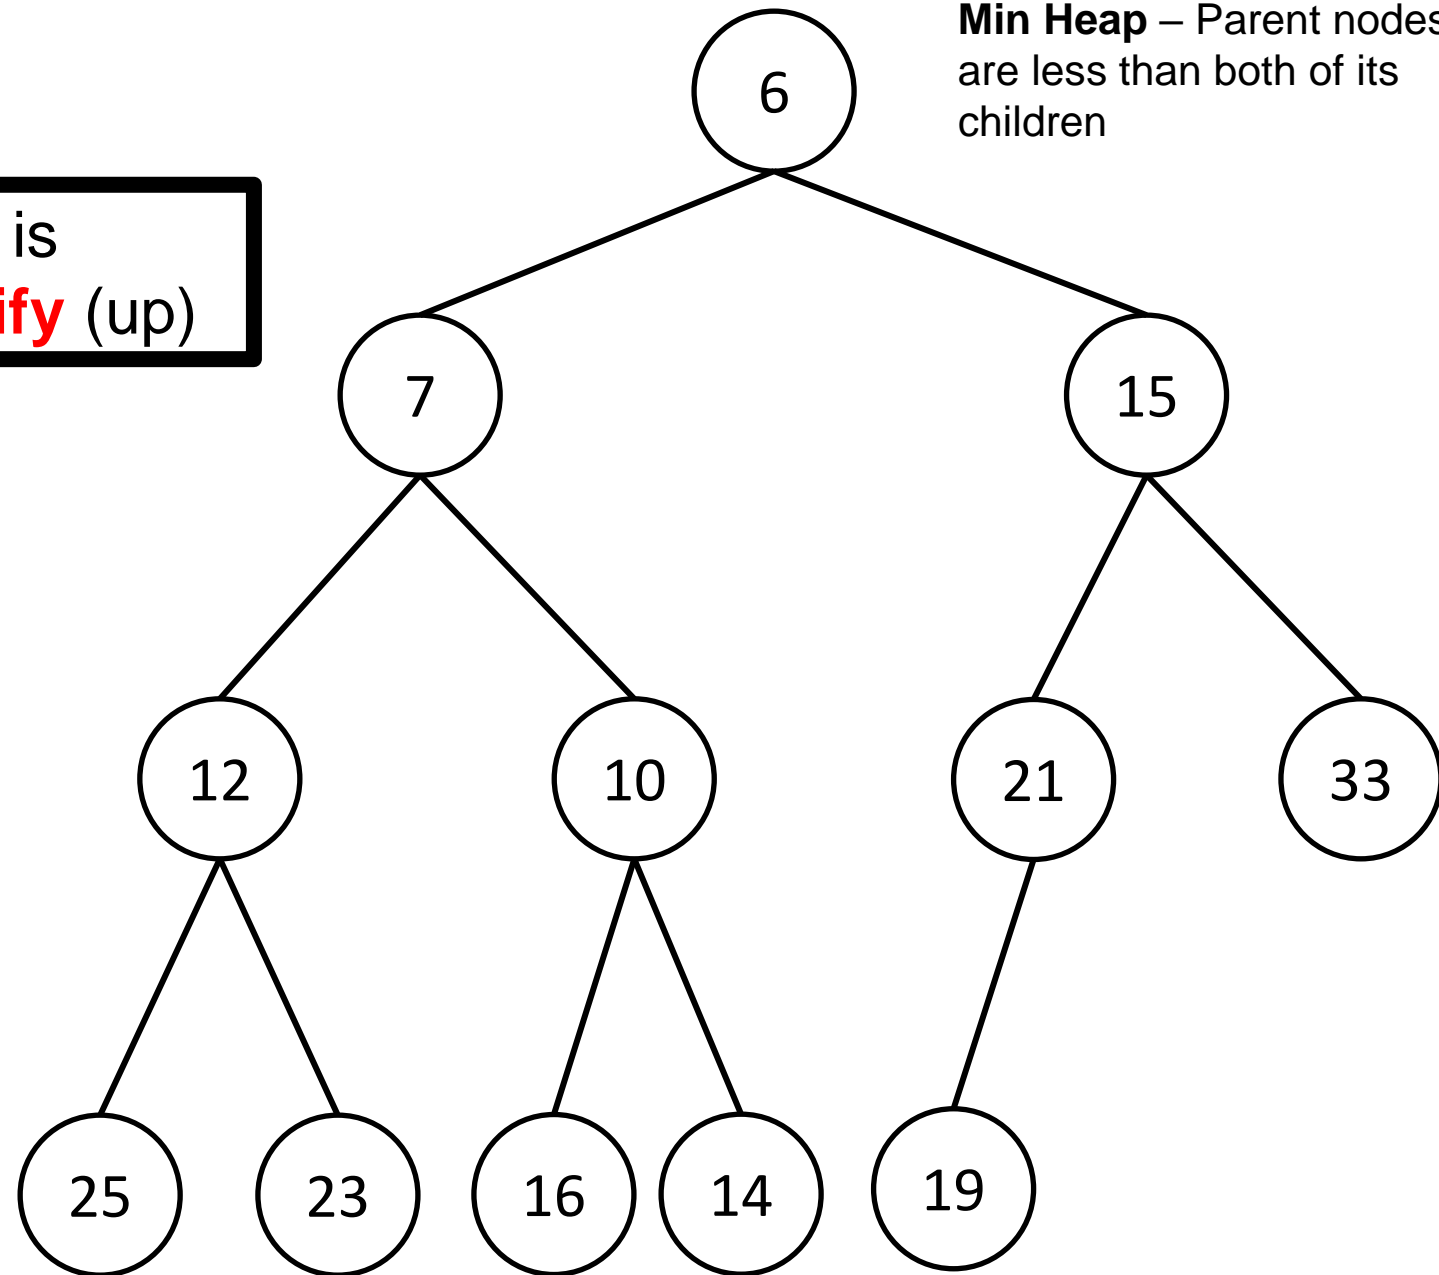 Min Heap – Parent nodes
are less than both of its
children
6
is
ify (up)
7
15
12
10
21
33
25
23
16
14
19